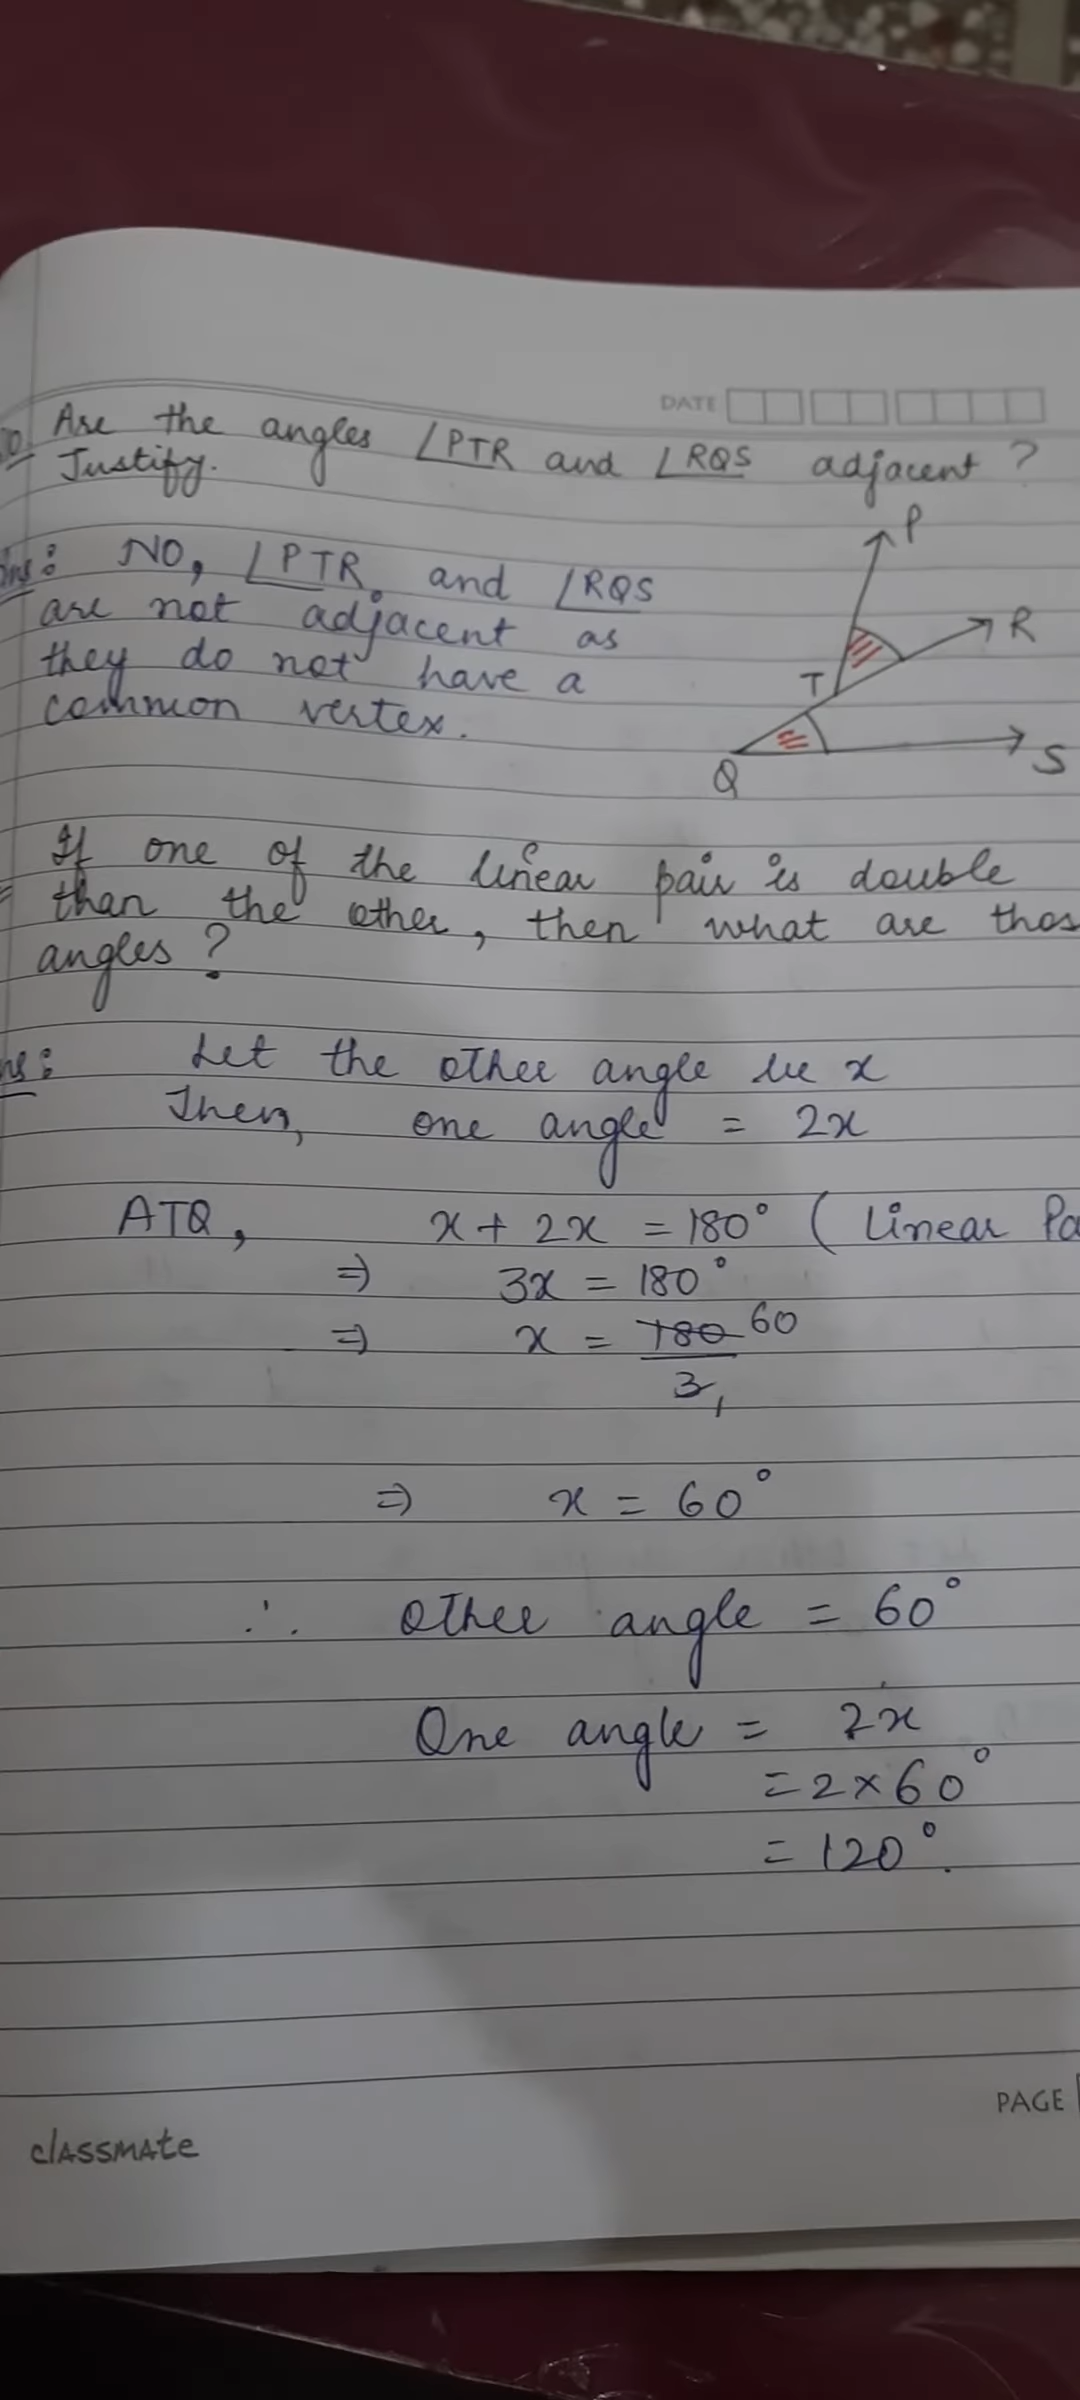 DATE
Are the angles ∠PTR and ∠RQS adjacent ?
Justify.
P
R
T
Q
S
NO, ∠PTR and ∠RQS
are not adjacent as
they do not have a
common vertex.
If one of the linear pair is double
than the other, then what are thos
angles ?
Let the other angle be x
Then, one angle = 2x
ATQ, x + 2x = 180° ( Linear Pa
⇒ 3x = 180°
⇒ x = 180 60
3 1
⇒ x = 60°
∴ Other angle = 60°
One angle = 2x
= 2 × 60°
= 120°.
PAGE
classmate